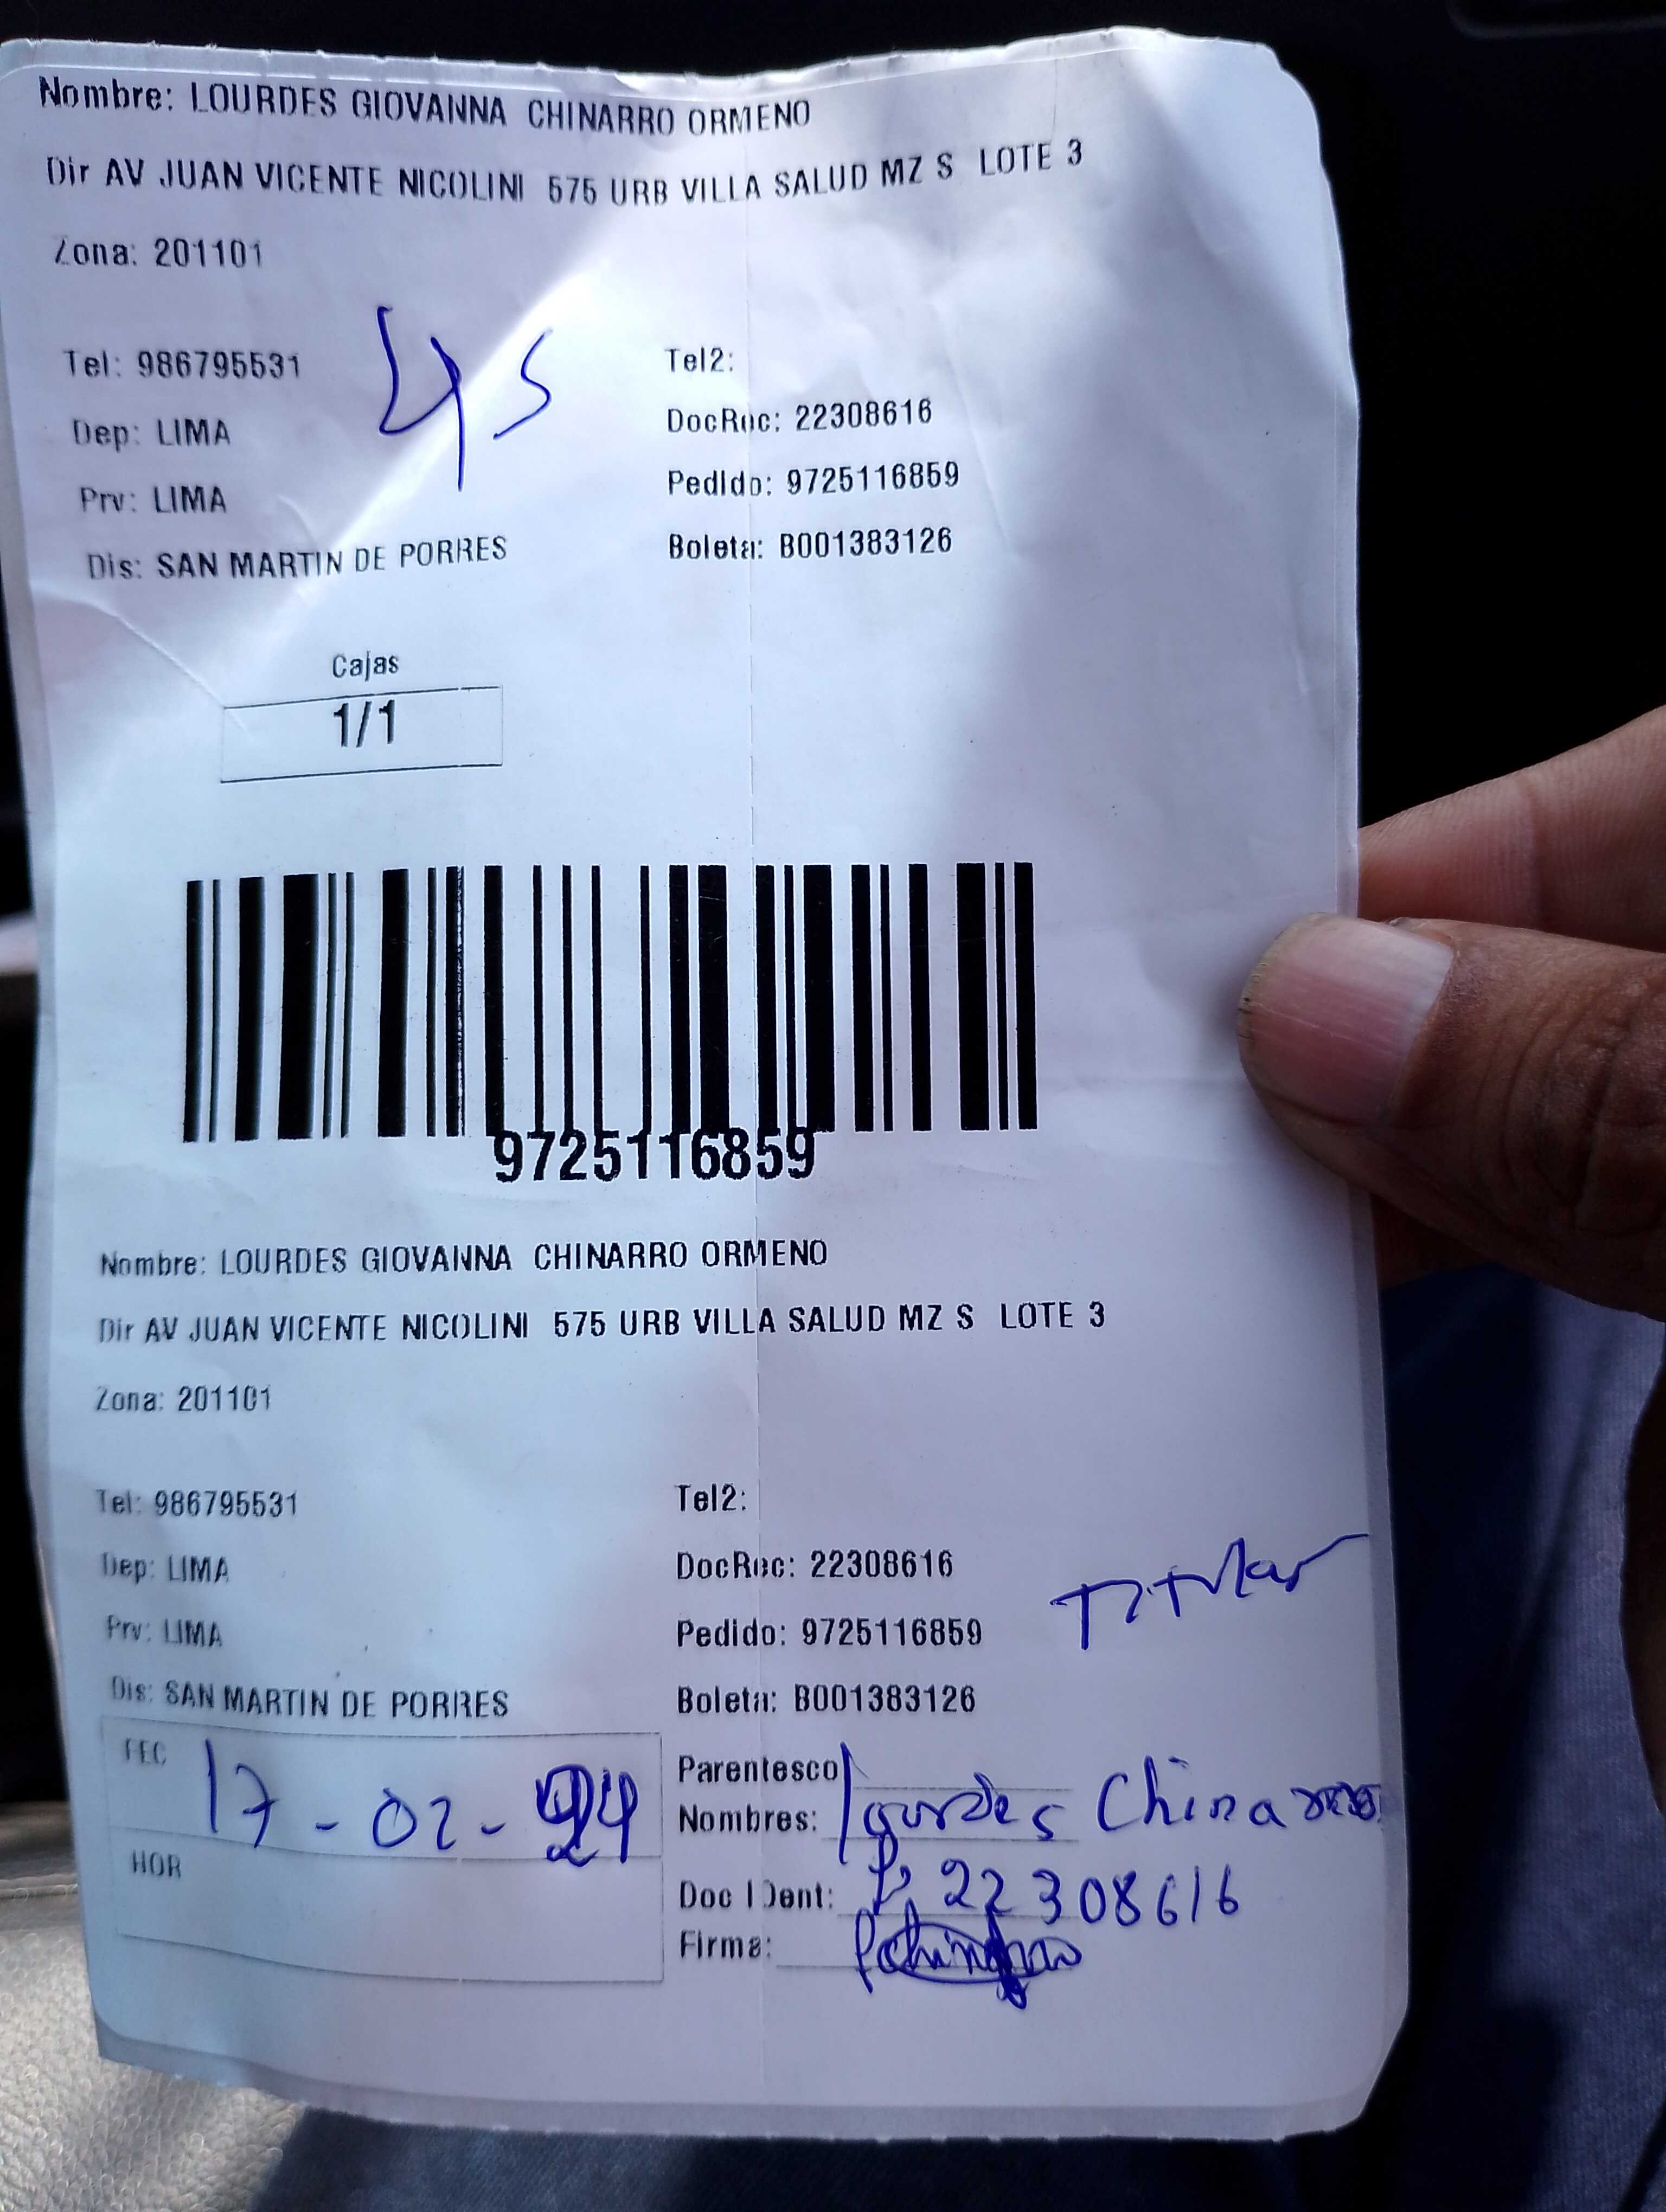 Nombre: LOURDES GIOVANNA CHINARRO ORMENO
Dir AV JUAN VICENTE NICOLINI 575 URB VILLA SALUD MZ S LOTE 3
Zona: 201101
45
Tel: 986795531 Tel2:
Dep: LIMA DocRec: 22308616
Prv: LIMA Pedido: 9725116859
Dis: SAN MARTIN DE PORRES Boleta: B001383126
Cajas
1/1
9725116859
Nombre: LOURDES GIOVANNA CHINARRO ORMENO
Dir AV JUAN VICENTE NICOLINI 575 URB VILLA SALUD MZ S LOTE 3
Zona: 201101
Tel: 986795531 Tel2:
Dep: LIMA DocRec: 22308616
Titular
Prv: LIMA Pedido: 9725116859
Dis: SAN MARTIN DE PORRES Boleta: B001383126
FEC 17-02-24
HOR
Parentesco
Nombres: Lourdes Chinarro
Doc IDent: 22308616
Firma: